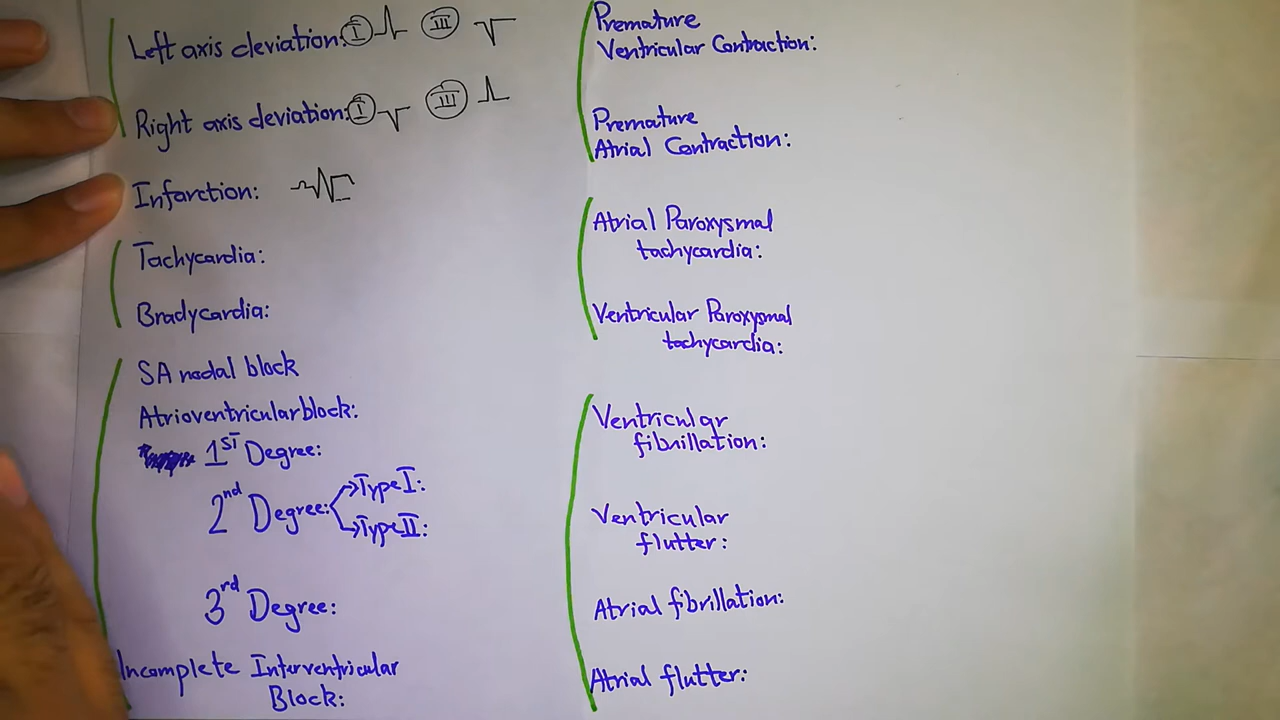 Left axis deviation: I III
Right axis deviation: I III
Infarction:
Tachycardia:
Bradycardia:
SA nodal block
Atrioventricular block:
1ST Degree:
2nd Degree: →Type I:
→Type II:
3rd Degree:
Incomplete Interventricular
Block:
Premature
Ventricular Contraction:
Premature
Atrial Contraction:
Atrial Paroxysmal
tachycardia:
Ventricular Paroxysmal
tachycardia:
Ventricular
fibrillation:
Ventricular
flutter:
Atrial fibrillation:
Atrial flutter: